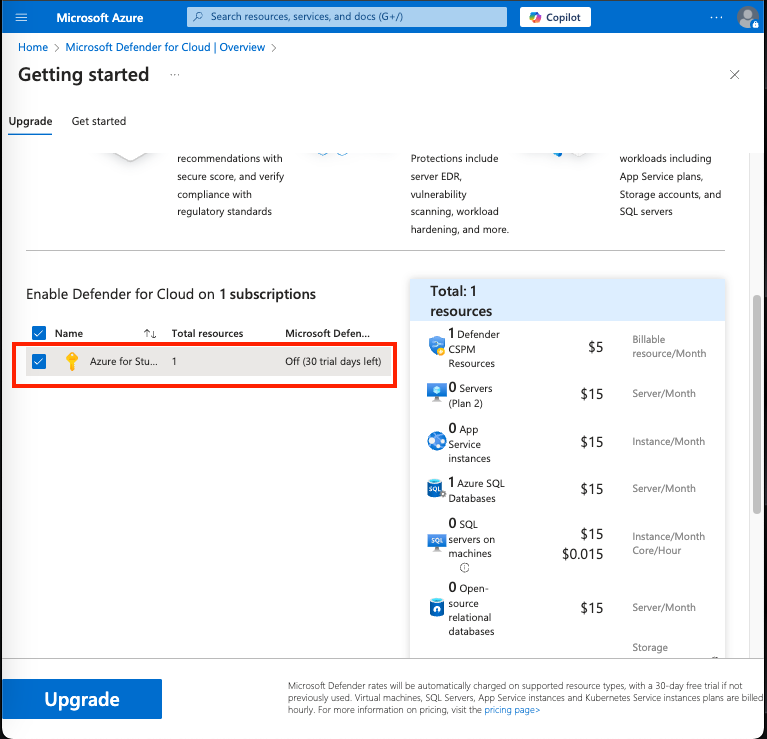 Microsoft Azure
Search resources, services, and docs (G+/)
Copilot
...
Home > Microsoft Defender for Cloud | Overview >
Getting started ...
Upgrade
Get started
recommendations with
secure score, and verify
compliance with
regulatory standards
Protections include
server EDR,
vulnerability
scanning, workload
hardening, and more.
workloads including
App Service plans,
Storage accounts, and
SQL servers
Enable Defender for Cloud on 1 subscriptions
Name ↑↓ Total resources Microsoft Defen...
Azure for Stu... 1 Off (30 trial days left)
Total: 1
resources
1 Defender
CSPM
Resources
$5
Billable
resource/Month
0 Servers
(Plan 2)
$15
Server/Month
0 App
Service
instances
$15
Instance/Month
SQL
1 Azure SQL
Databases
$15
Server/Month
SQL
0 SQL
servers on
machines
$15
$0.015
Instance/Month
Core/Hour
0 Open-
source
relational
databases
$15
Server/Month
Storage
Upgrade
Microsoft Defender rates will be automatically charged on supported resource types, with a 30-day free trial if not
previously used. Virtual machines, SQL Servers, App Service instances and Kubernetes Service instances plans are billed
hourly. For more information on pricing, visit the pricing page>